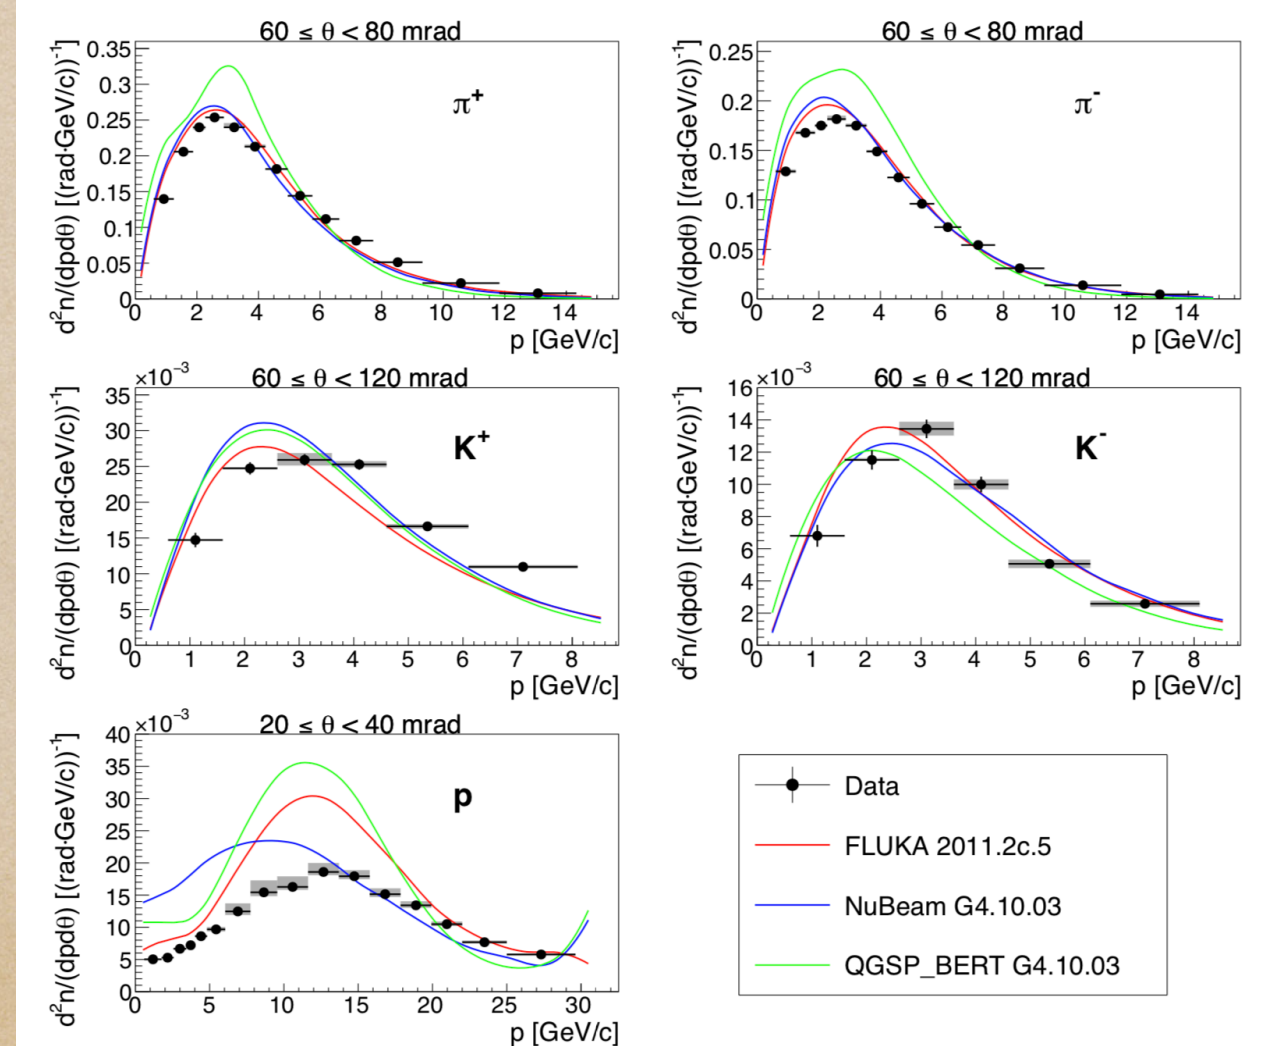 60 ≤ θ < 80 mrad
d²n/(dpdθ) [(rad·GeV/c))⁻¹]
0.35
0.3
0.25
0.2
0.15
0.1
0.05
0
π⁺
0 2 4 6 8 10 12 14
p [GeV/c]
60 ≤ θ < 80 mrad
d²n/(dpdθ) [(rad·GeV/c))⁻¹]
0.25
0.2
0.15
0.1
0.05
0
π⁻
0 2 4 6 8 10 12 14
p [GeV/c]
×10⁻³ 60 ≤ θ < 120 mrad
d²n/(dpdθ) [(rad·GeV/c))⁻¹]
35
30
25
20
15
10
5
0
K⁺
0 1 2 3 4 5 6 7 8
p [GeV/c]
×10⁻³ 60 ≤ θ < 120 mrad
d²n/(dpdθ) [(rad·GeV/c))⁻¹]
16
14
12
10
8
6
4
2
0
K⁻
0 1 2 3 4 5 6 7 8
p [GeV/c]
×10⁻³ 20 ≤ θ < 40 mrad
d²n/(dpdθ) [(rad·GeV/c))⁻¹]
40
35
30
25
20
15
10
5
0
p
0 5 10 15 20 25 30
p [GeV/c]
Data
FLUKA 2011.2c.5
NuBeam G4.10.03
QGSP_BERT G4.10.03